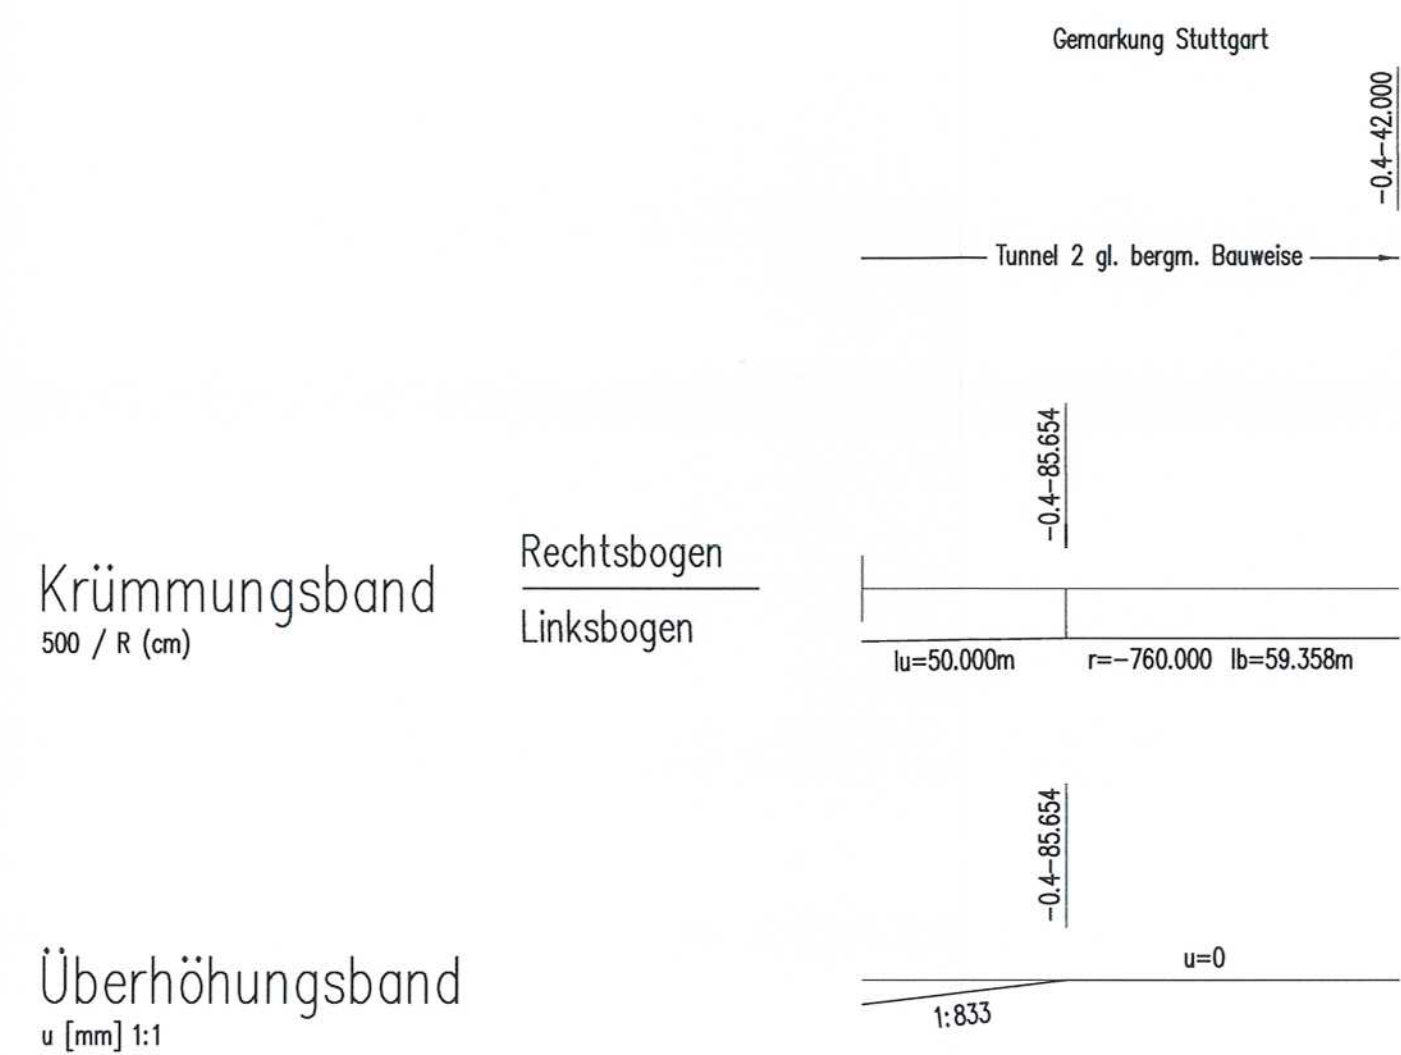 Gemarkung Stuttgart
-0.4-42.000
Tunnel 2 gl. bergm. Bauweise
-0.4-85.654
Krümmungsband
500 / R (cm)
Rechtsbogen
Linksbogen
lu=50.000m
r=-760.000 lb=59.358m
-0.4-85.654
Überhöhungsband
u [mm] 1:1
u=0
1:833